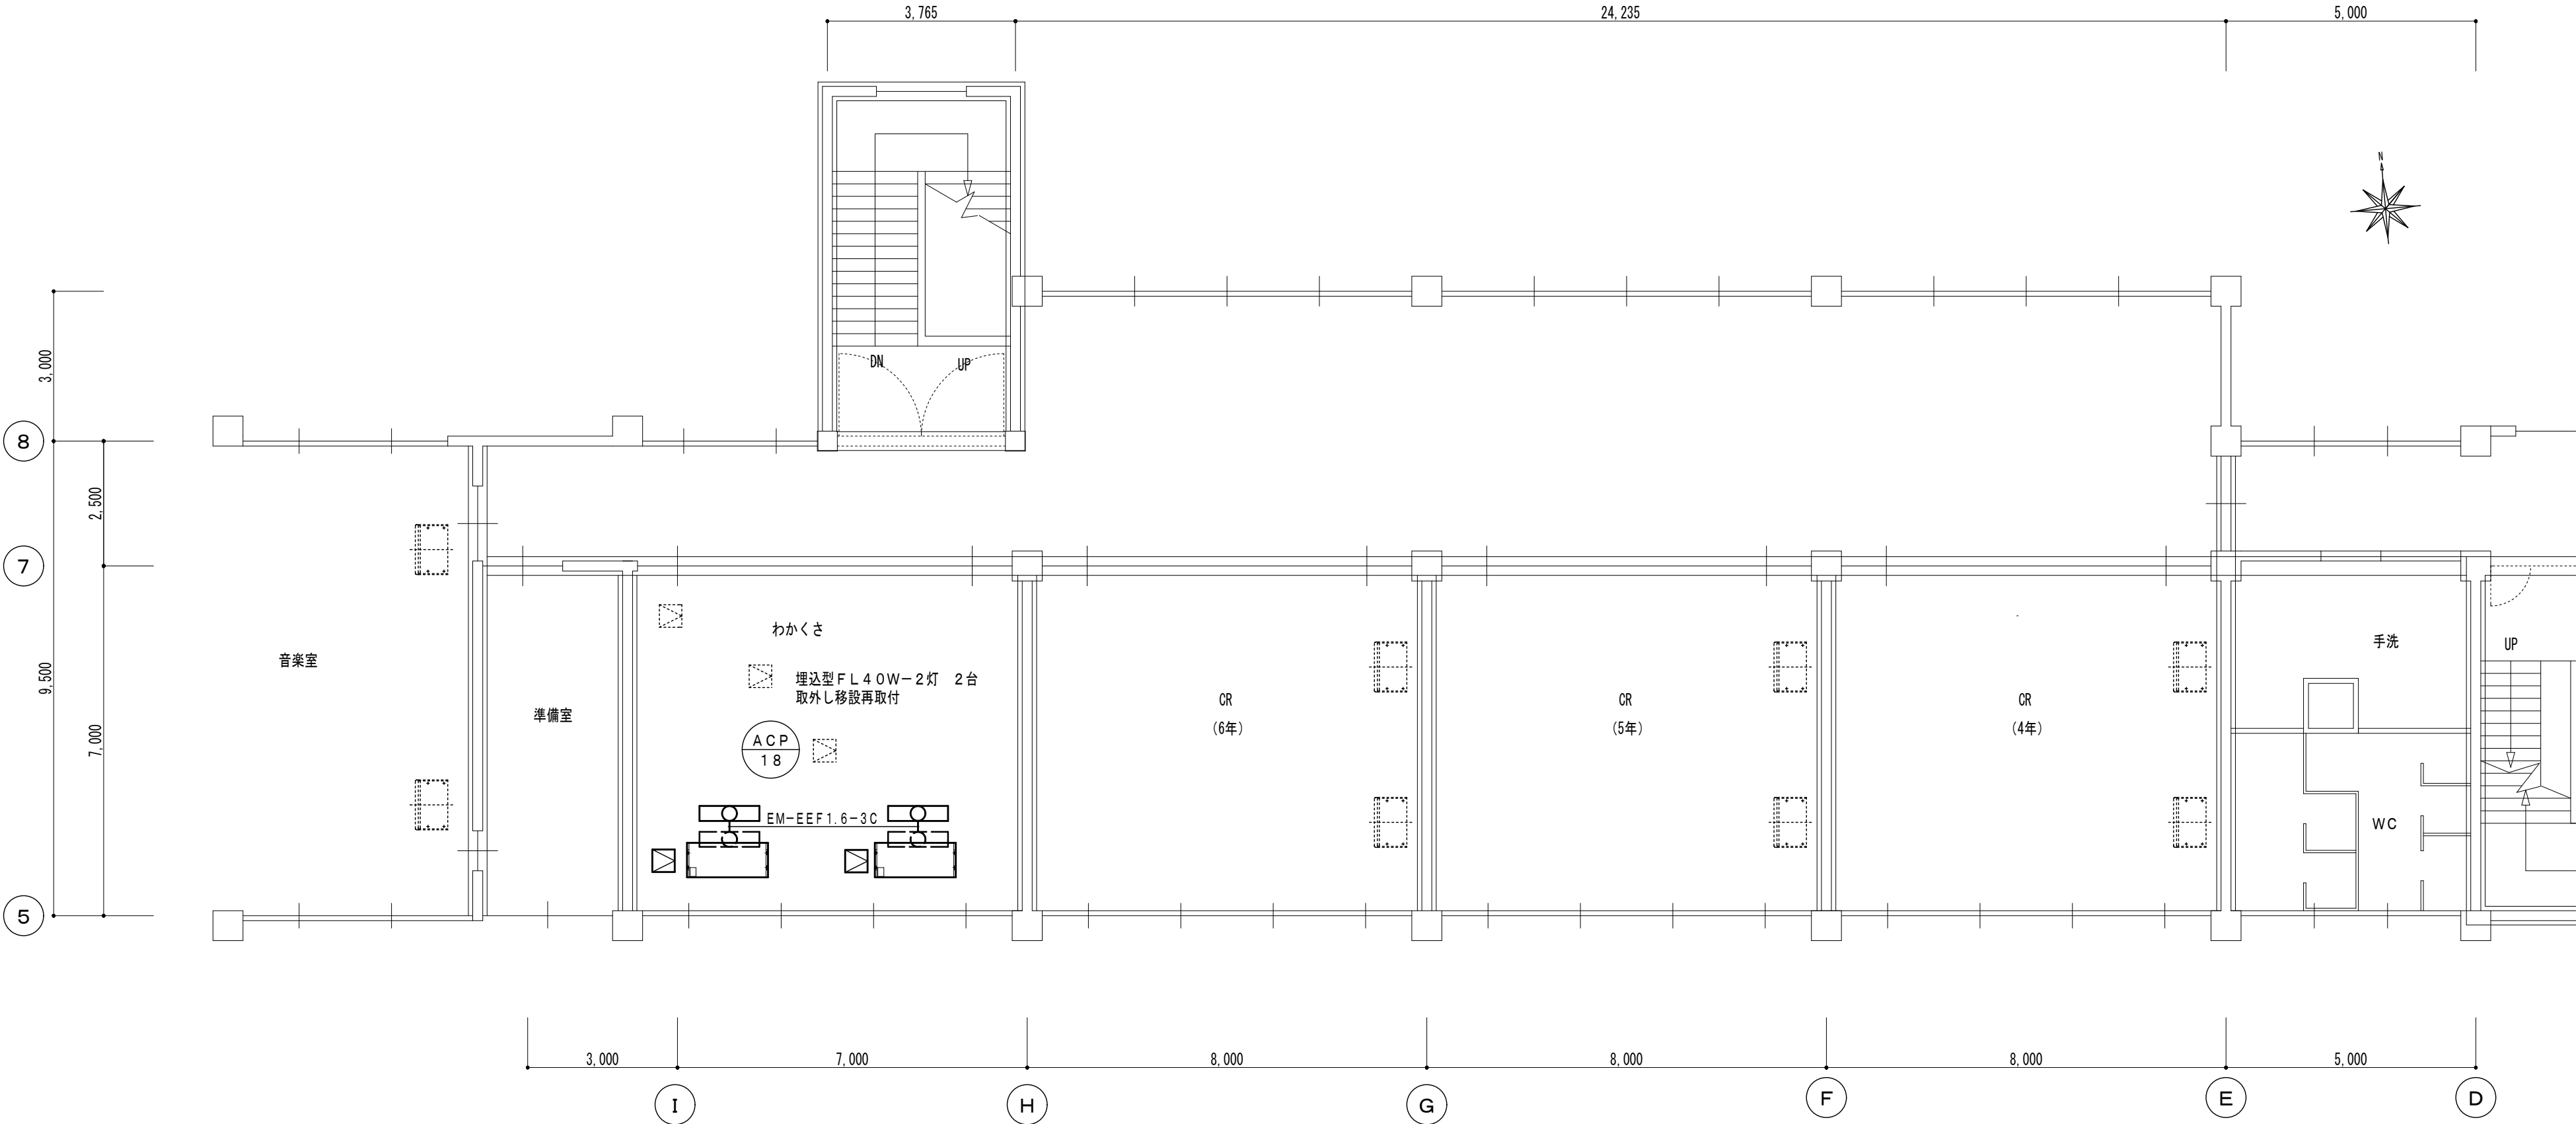 3,765
24,235
5,000
N
DN
UP
3,000
8
2,500
7
9,500
7,000
5
音楽室
準備室
わかくさ
埋込型FL40W-2灯 2台
取外し移設再取付
ACP
18
EM-EEF1.6-3C
CR
(6年)
CR
(5年)
CR
(4年)
手洗
UP
WC
3,000
7,000
8,000
8,000
8,000
5,000
I
H
G
F
E
D